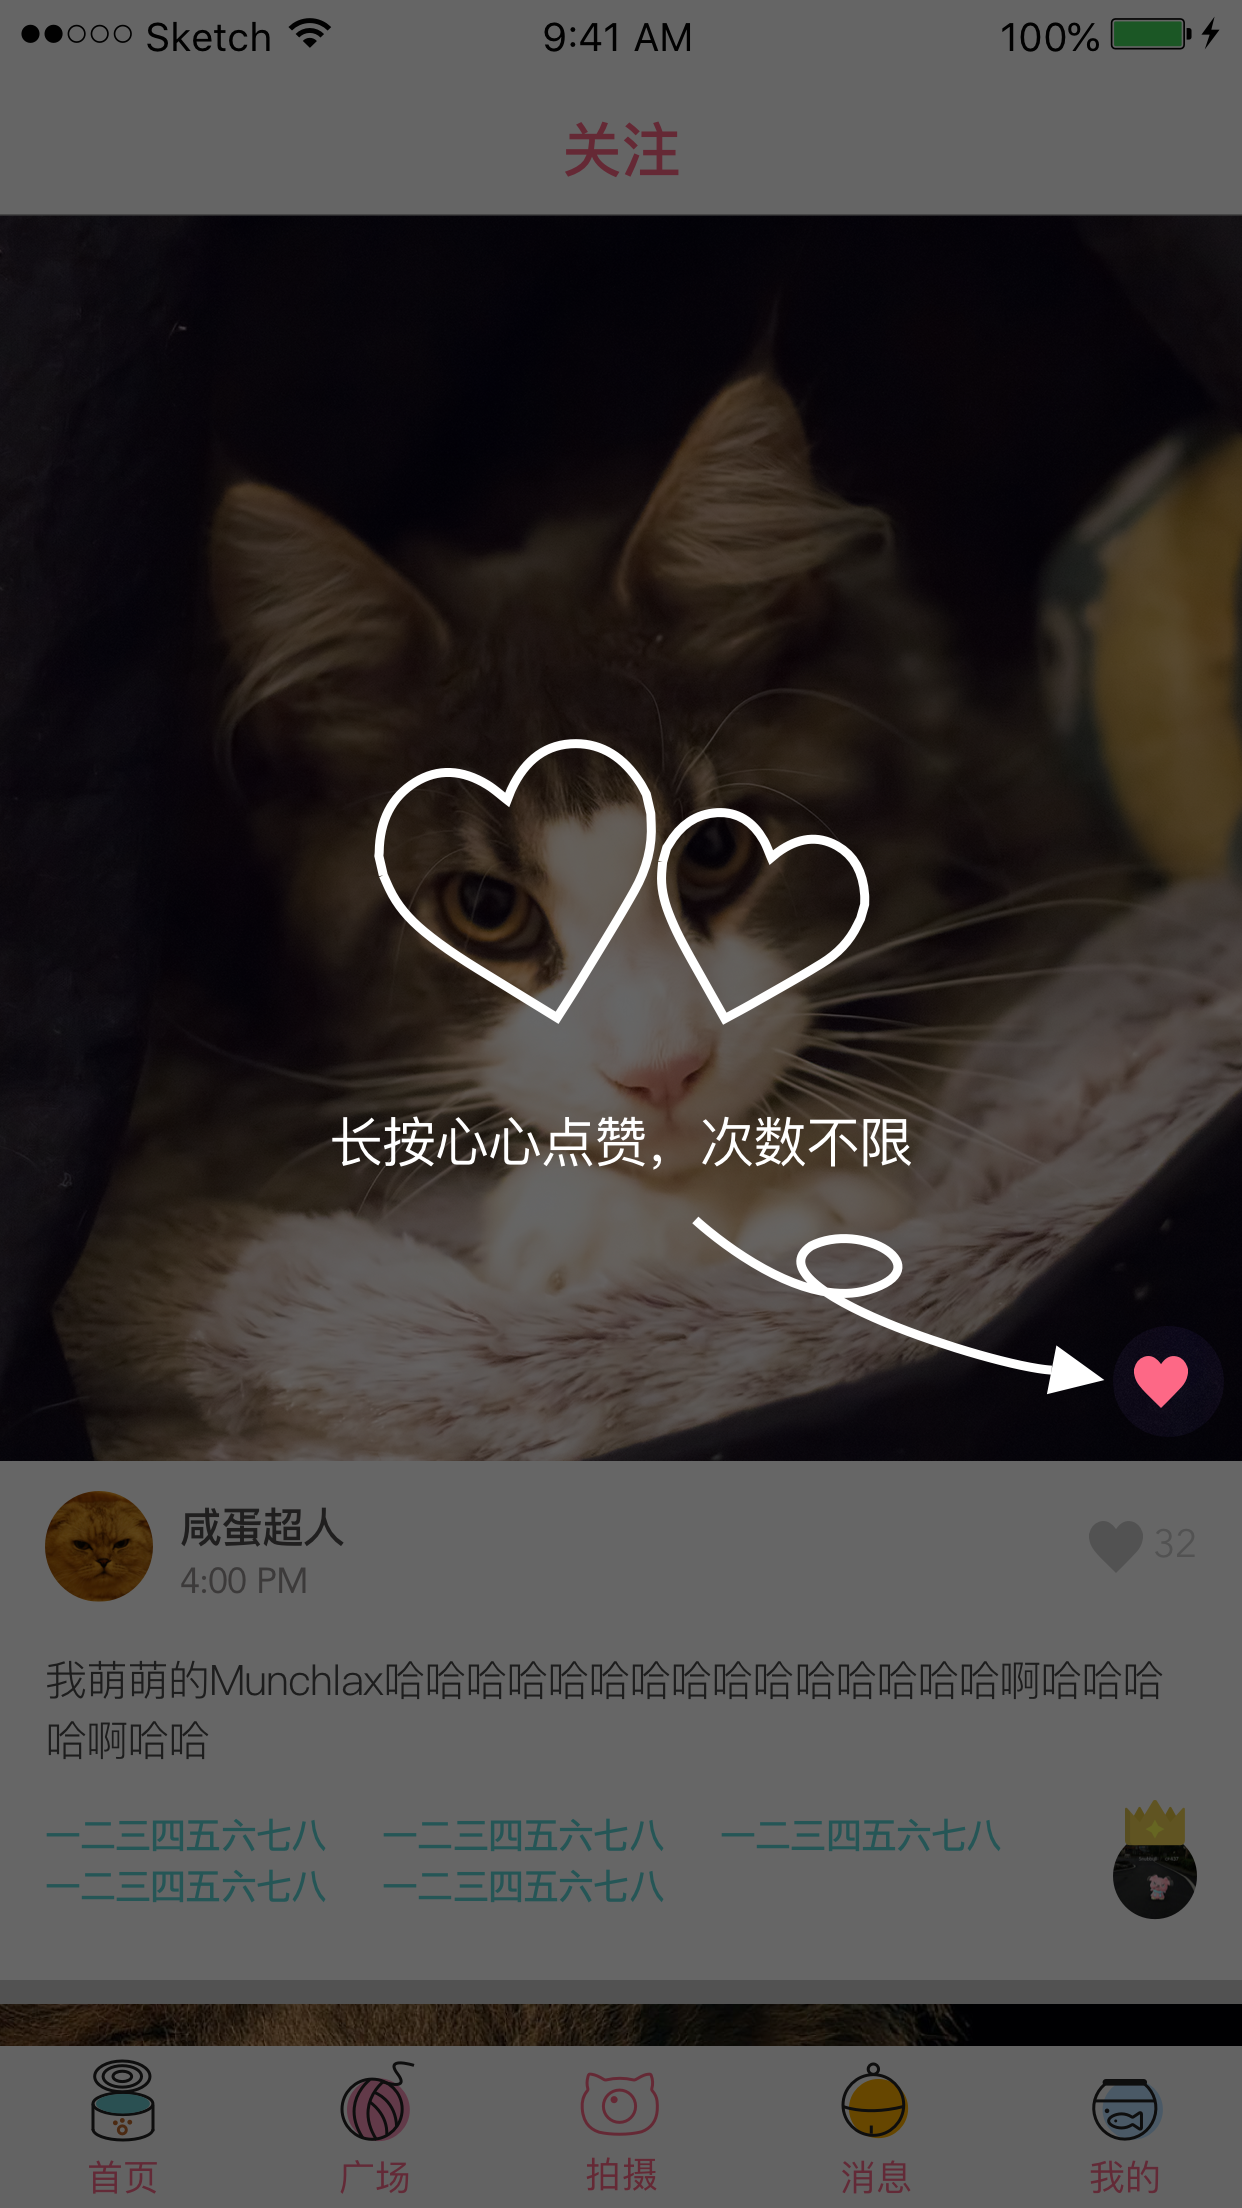 Sketch 9:41 AM 100%
关注
长按心心点赞，次数不限
咸蛋超人
32
4:00 PM
我萌萌的Munchlax哈哈哈哈哈哈哈哈哈哈哈哈哈哈哈啊哈哈哈
哈啊哈哈
一二三四五六七八 一二三四五六七八 一二三四五六七八
一二三四五六七八 一二三四五六七八
首页 广场 拍摄 消息 我的